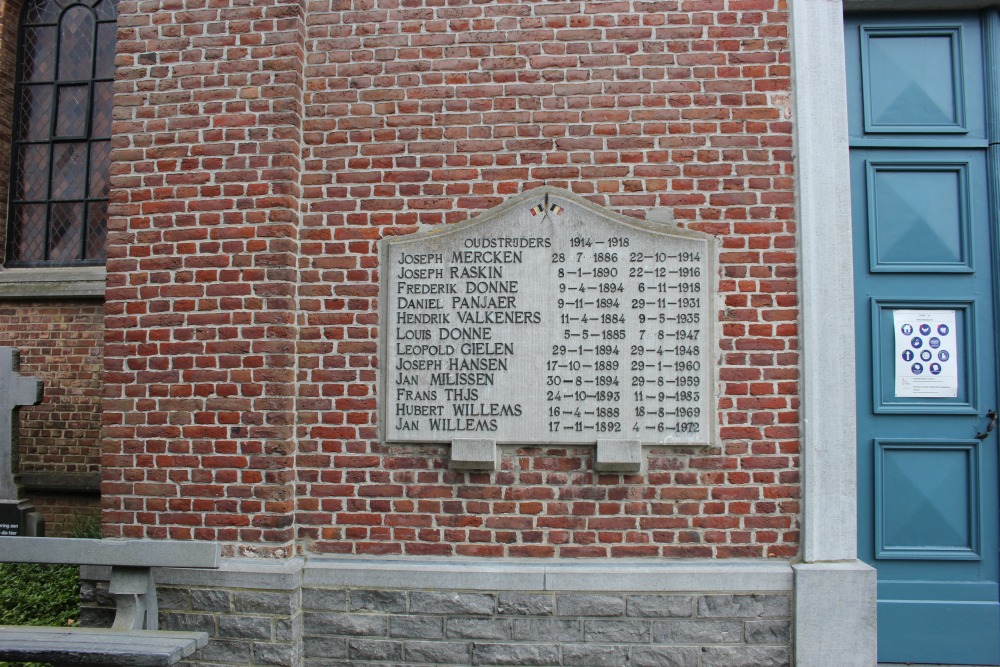 OUDSTRIJDERS 1914-1918
JOSEPH MERCKEN 28 7 1886 22-10-1914
JOSEPH RASKIN 8-1-1890 22-12-1916
FREDERIK DONNE 9-4-1894 6-11-1918
DANIEL PANJAER 9-11-1894 29-11-1931
HENDRIK VALKENERS 11-4-1884 9-5-1935
LOUIS DONNE 5-5-1885 7-8-1947
LEOPOLD GIELEN 29-1-1894 29-4-1948
JOSEPH HANSEN 17-10-1889 29-1-1960
JAN MILISSEN 30-8-1894 29-8-1959
FRANS THIJS 24-10-1893 11-9-1983
HUBERT WILLEMS 16-4-1888 18-8-1969
JAN WILLEMS 17-11-1892 4-6-1972